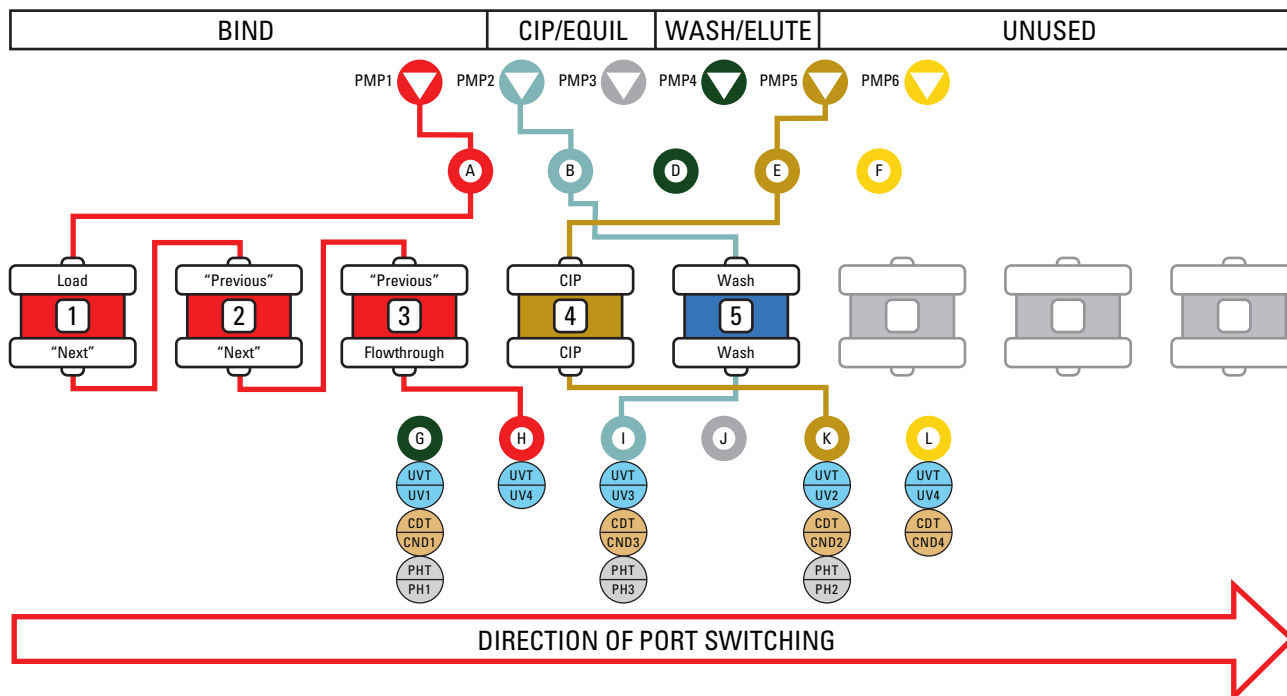 BIND CIP/EQUIL WASH/ELUTE UNUSED
PMP1 PMP2 PMP3 PMP4 PMP5 PMP6
A B D E F
Load "Previous" "Previous" CIP Wash
1 2 3 4 5
"Next" "Next" Flowthrough CIP Wash
G H I J K L
UVT UVT UVT UVT UVT
UV1 UV4 UV3 UV2 UV4
CDT CDT CDT CDT
CND1 CND3 CND2 CND4
PHT PHT PHT
PH1 PH3 PH2
DIRECTION OF PORT SWITCHING